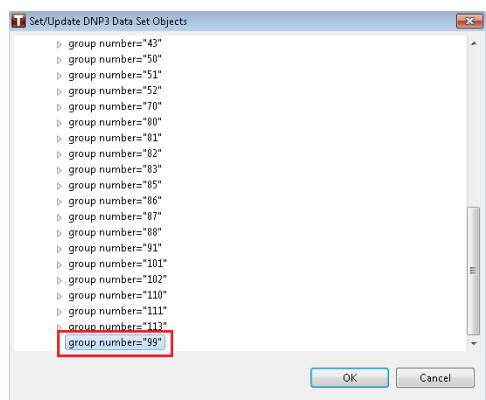 Set/Update DNP3 Data Set Objects
group number="43"
group number="50"
group number="51"
group number="52"
group number="70"
group number="80"
group number="81"
group number="82"
group number="83"
group number="85"
group number="86"
group number="87"
group number="88"
group number="91"
group number="101"
group number="102"
group number="110"
group number="111"
group number="113"
group number="99"
OK Cancel